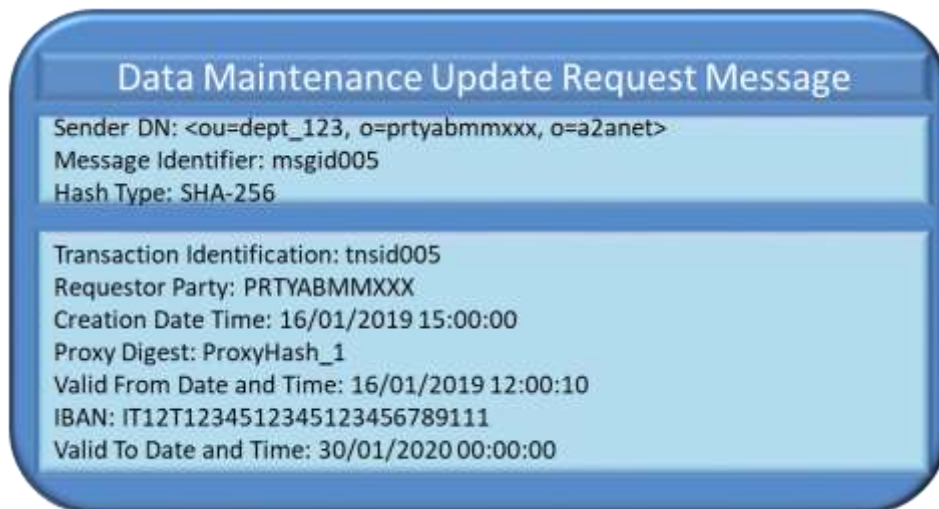 Data Maintenance Update Request Message
Sender DN: <ou=dept_123, o=prtyabmmxxx, o=a2anet>
Message Identifier: msgid005
Hash Type: SHA-256
Transaction Identification: tnsid005
Requestor Party: PRTYABMMXXX
Creation Date Time: 16/01/2019 15:00:00
Proxy Digest: ProxyHash_1
Valid From Date and Time: 16/01/2019 12:00:10
IBAN: IT12T1234512345123456789111
Valid To Date and Time: 30/01/2020 00:00:00